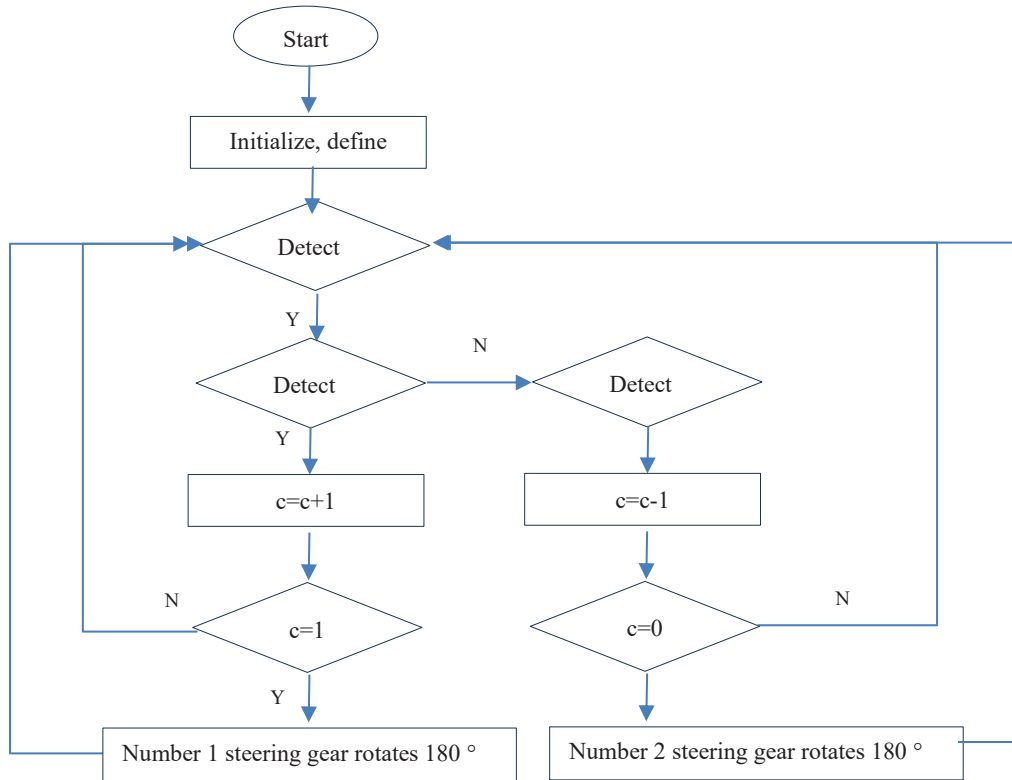 Start
Initialize, define
Detect
Y
N
Detect
Detect
Y
c=c+1
c=c-1
N
N
c=1
c=0
Y
Number 1 steering gear rotates 180 °
Number 2 steering gear rotates 180 °